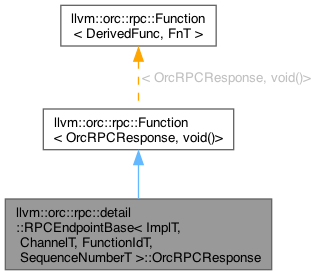 llvm::orc::rpc::Function
< DerivedFunc, FnT >
< OrcRPCResponse, void()>
llvm::orc::rpc::Function
< OrcRPCResponse, void()>
llvm::orc::rpc::detail
::RPCEndpointBase< ImplT,
ChannelT, FunctionIdT,
SequenceNumberT >::OrcRPCResponse